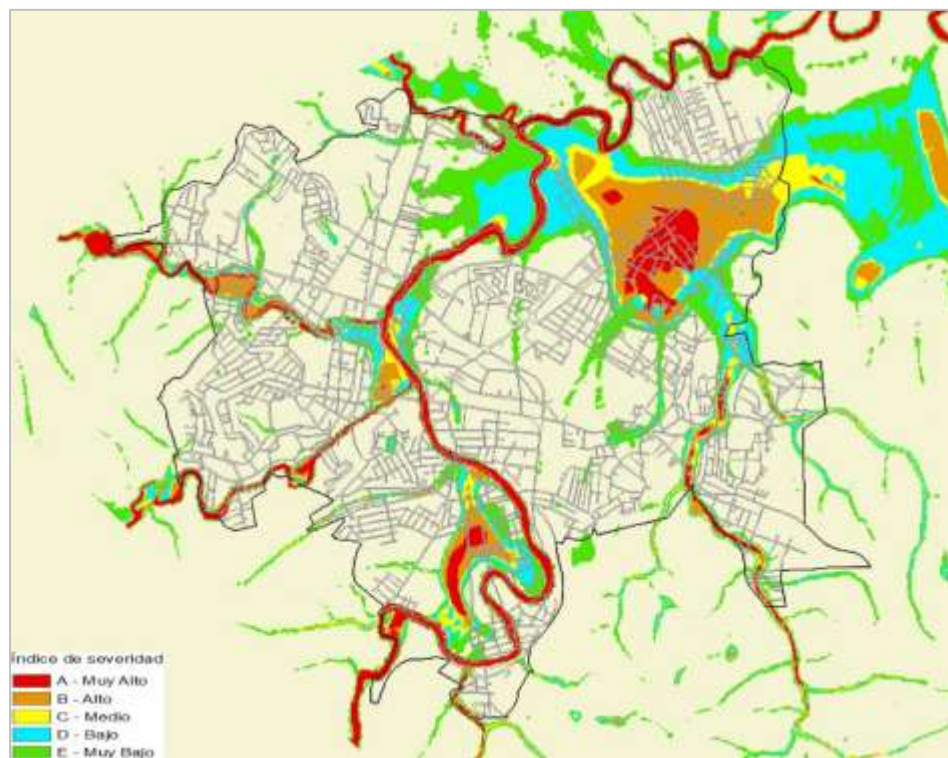 Índice de severidad
A - Muy Alto
B - Alto
C - Medio
D - Bajo
E - Muy Bajo